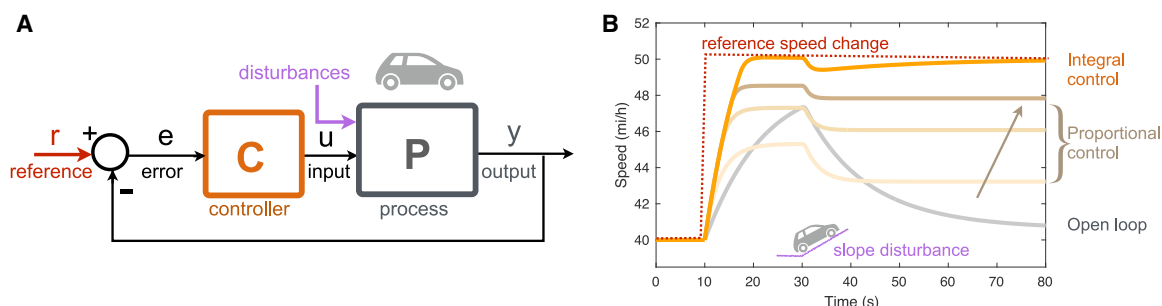 A
disturbances
r
+
e
u
y
C
P
reference
error
input
output
−
controller
process
B
52
50
48
46
44
42
40
Speed (mi/h)
reference speed change
slope disturbance
0
10
20
30
40
50
60
70
80
Time (s)
Integral
control
Proportional
control
Open loop